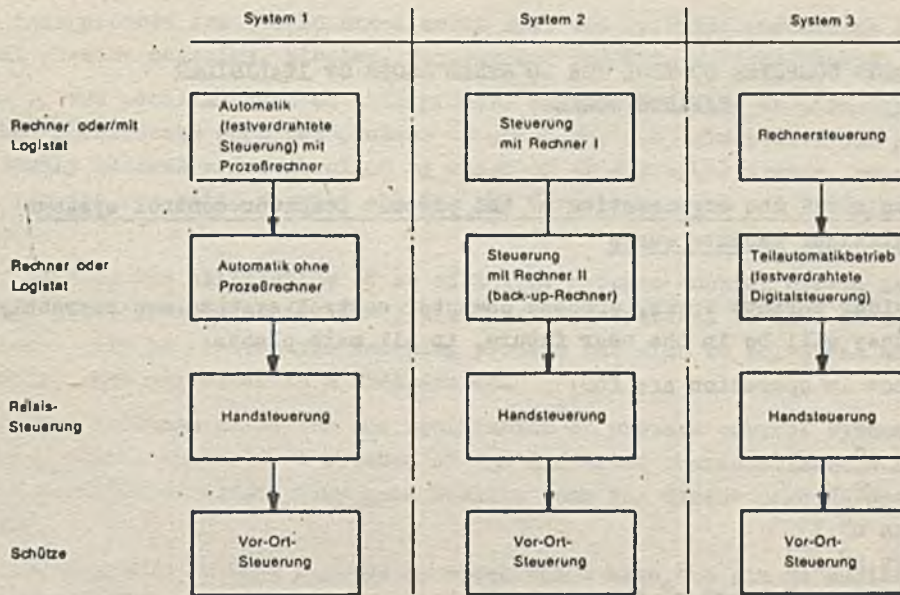 System 1
System 2
System 3
Rechner oder/mit
Logistat
Automatik
(festverdrahtete
Steuerung) mit
Prozeßrechner
Steuerung
mit Rechner I
Rechnersteuerung
Rechner oder
Logistat
Automatik ohne
Prozeßrechner
Steuerung
mit Rechner II
(back-up-Rechner)
Teilautomatikbetrieb
(festverdrahtete
Digitalsteuerung)
Relais-
Steuerung
Handsteuerung
Handsteuerung
Handsteuerung
Schütze
Vor-Ort-
Steuerung
Vor-Ort-
Steuerung
Vor-Ort-
Steuerung